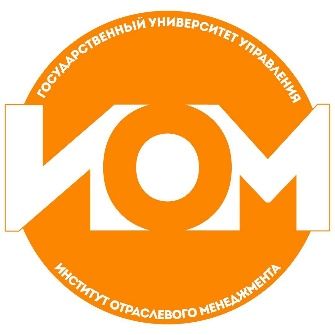 ГОСУДАРСТВЕННЫЙ УНИВЕРСИТЕТ УПРАВЛЕНИЯ
ИОМ
ИНСТИТУТ ОТРАСЛЕВОГО МЕНЕДЖМЕНТА